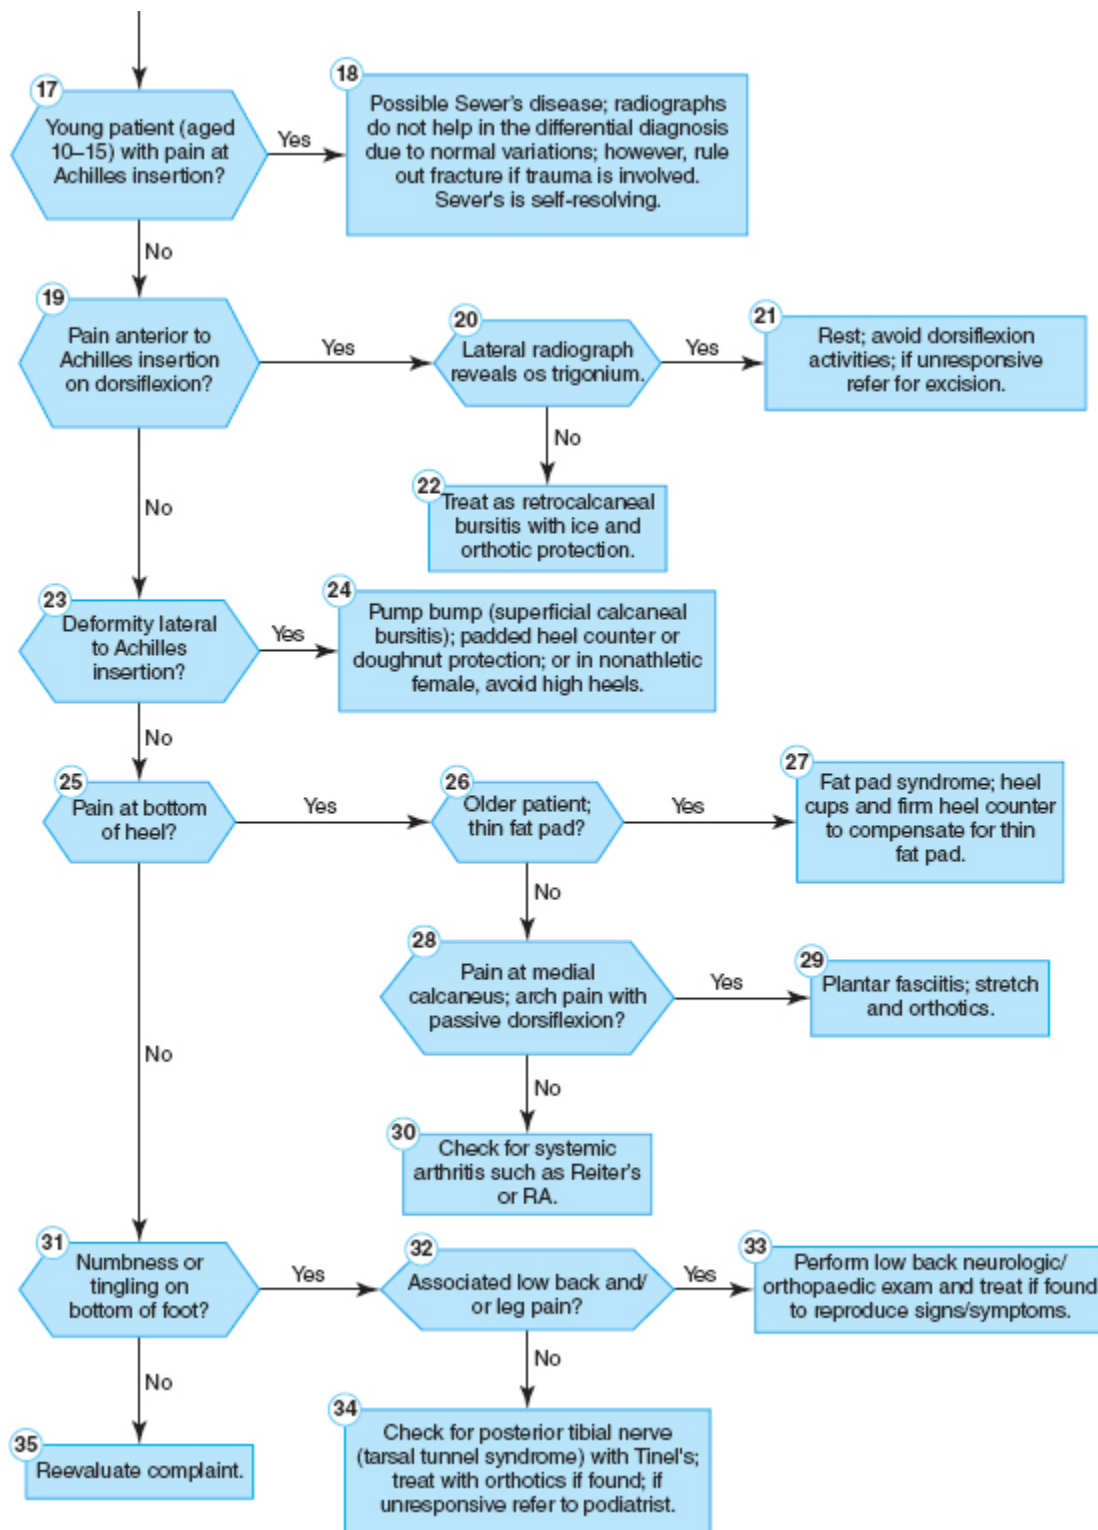 17
Young patient (aged
10–15) with pain at
Achilles insertion?
Yes
18
Possible Sever's disease; radiographs
do not help in the differential diagnosis
due to normal variations; however, rule
out fracture if trauma is involved.
Sever's is self-resolving.
No
19
Pain anterior to
Achilles insertion
on dorsiflexion?
Yes
20
Lateral radiograph
reveals os trigonium.
Yes
21
Rest; avoid dorsiflexion
activities; if unresponsive
refer for excision.
No
22
Treat as retrocalcaneal
bursitis with ice and
orthotic protection.
No
23
Deformity lateral
to Achilles
insertion?
Yes
24
Pump bump (superficial calcaneal
bursitis); padded heel counter or
doughnut protection; or in nonathletic
female, avoid high heels.
No
25
Pain at bottom
of heel?
Yes
26
Older patient;
thin fat pad?
Yes
27
Fat pad syndrome; heel
cups and firm heel counter
to compensate for thin
fat pad.
No
28
Pain at medial
calcaneus; arch pain with
passive dorsiflexion?
Yes
29
Plantar fasciitis; stretch
and orthotics.
No
30
Check for systemic
arthritis such as Reiter's
or RA.
No
31
Numbness or
tingling on
bottom of foot?
Yes
32
Associated low back and/
or leg pain?
Yes
33
Perform low back neurologic/
orthopaedic exam and treat if found
to reproduce signs/symptoms.
No
34
Check for posterior tibial nerve
(tarsal tunnel syndrome) with Tinel's;
treat with orthotics if found; if
unresponsive refer to podiatrist.
No
35
Reevaluate complaint.